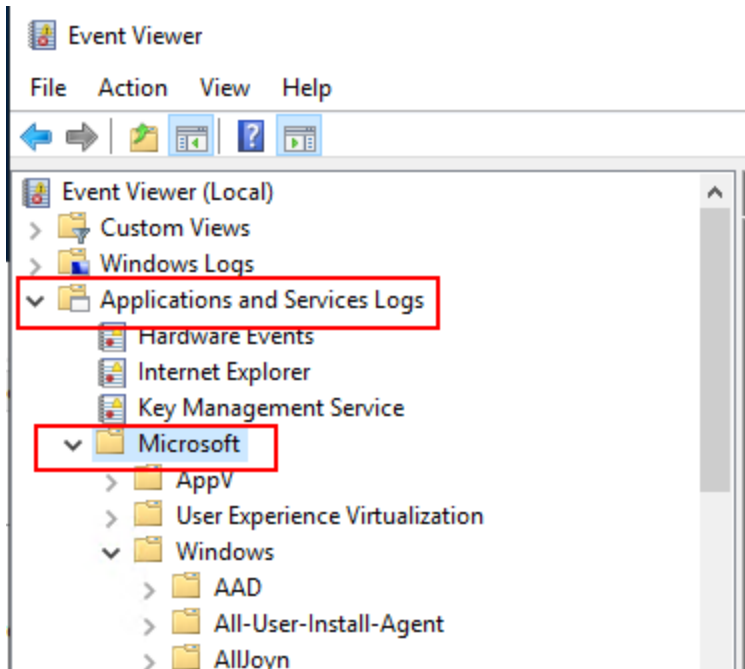 Event Viewer
File Action View Help
Event Viewer (Local)
Custom Views
Windows Logs
Applications and Services Logs
Hardware Events
Internet Explorer
Key Management Service
Microsoft
AppV
User Experience Virtualization
Windows
AAD
All-User-Install-Agent
AllJoyn